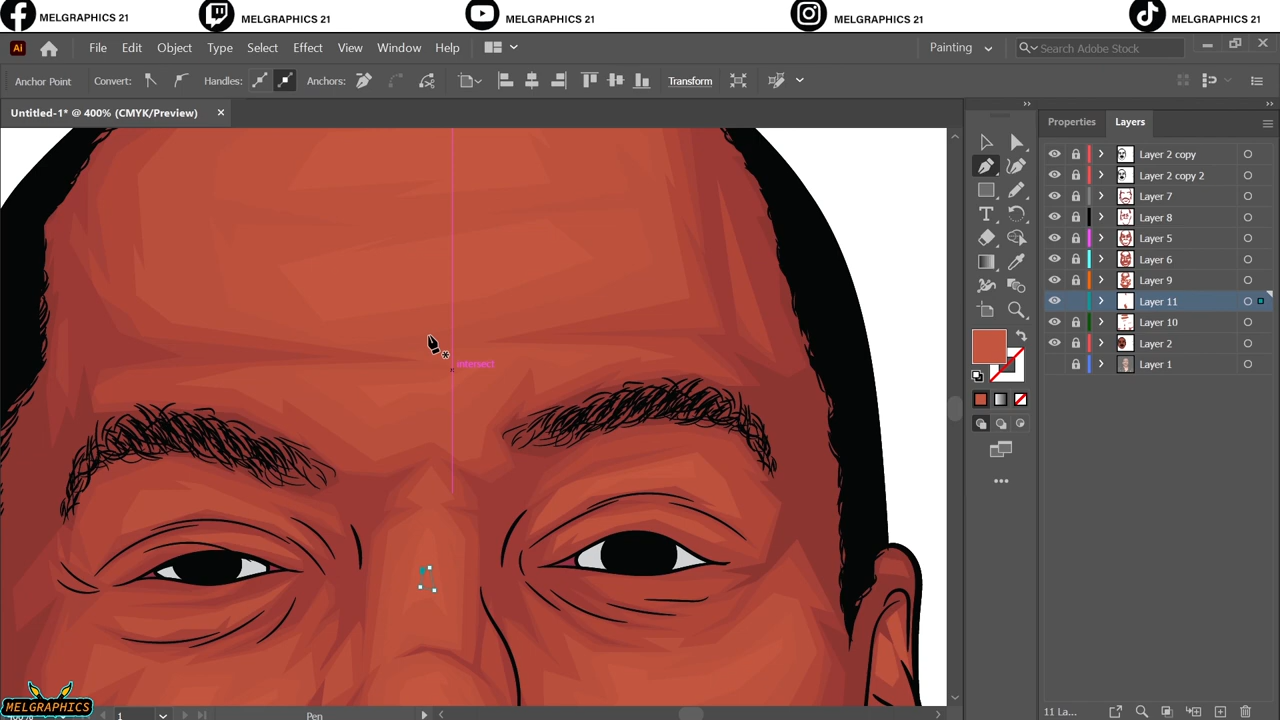 MELGRAPHICS 21 MELGRAPHICS 21 MELGRAPHICS 21 MELGRAPHICS 21 MELGRAPHICS 21
Ai File Edit Object Type Select Effect View Window Help Painting Search Adobe Stock
Anchor Point Convert: Handles: Anchors: Transform
Untitled-1* @ 400% (CMYK/Preview)
Properties Layers
Layer 2 copy
Layer 2 copy 2
Layer 7
Layer 8
Layer 5
Layer 6
Layer 9
Layer 11
Layer 10
Layer 2
Layer 1
intersect
MELGRAPHICS
1 Pen 11 La...